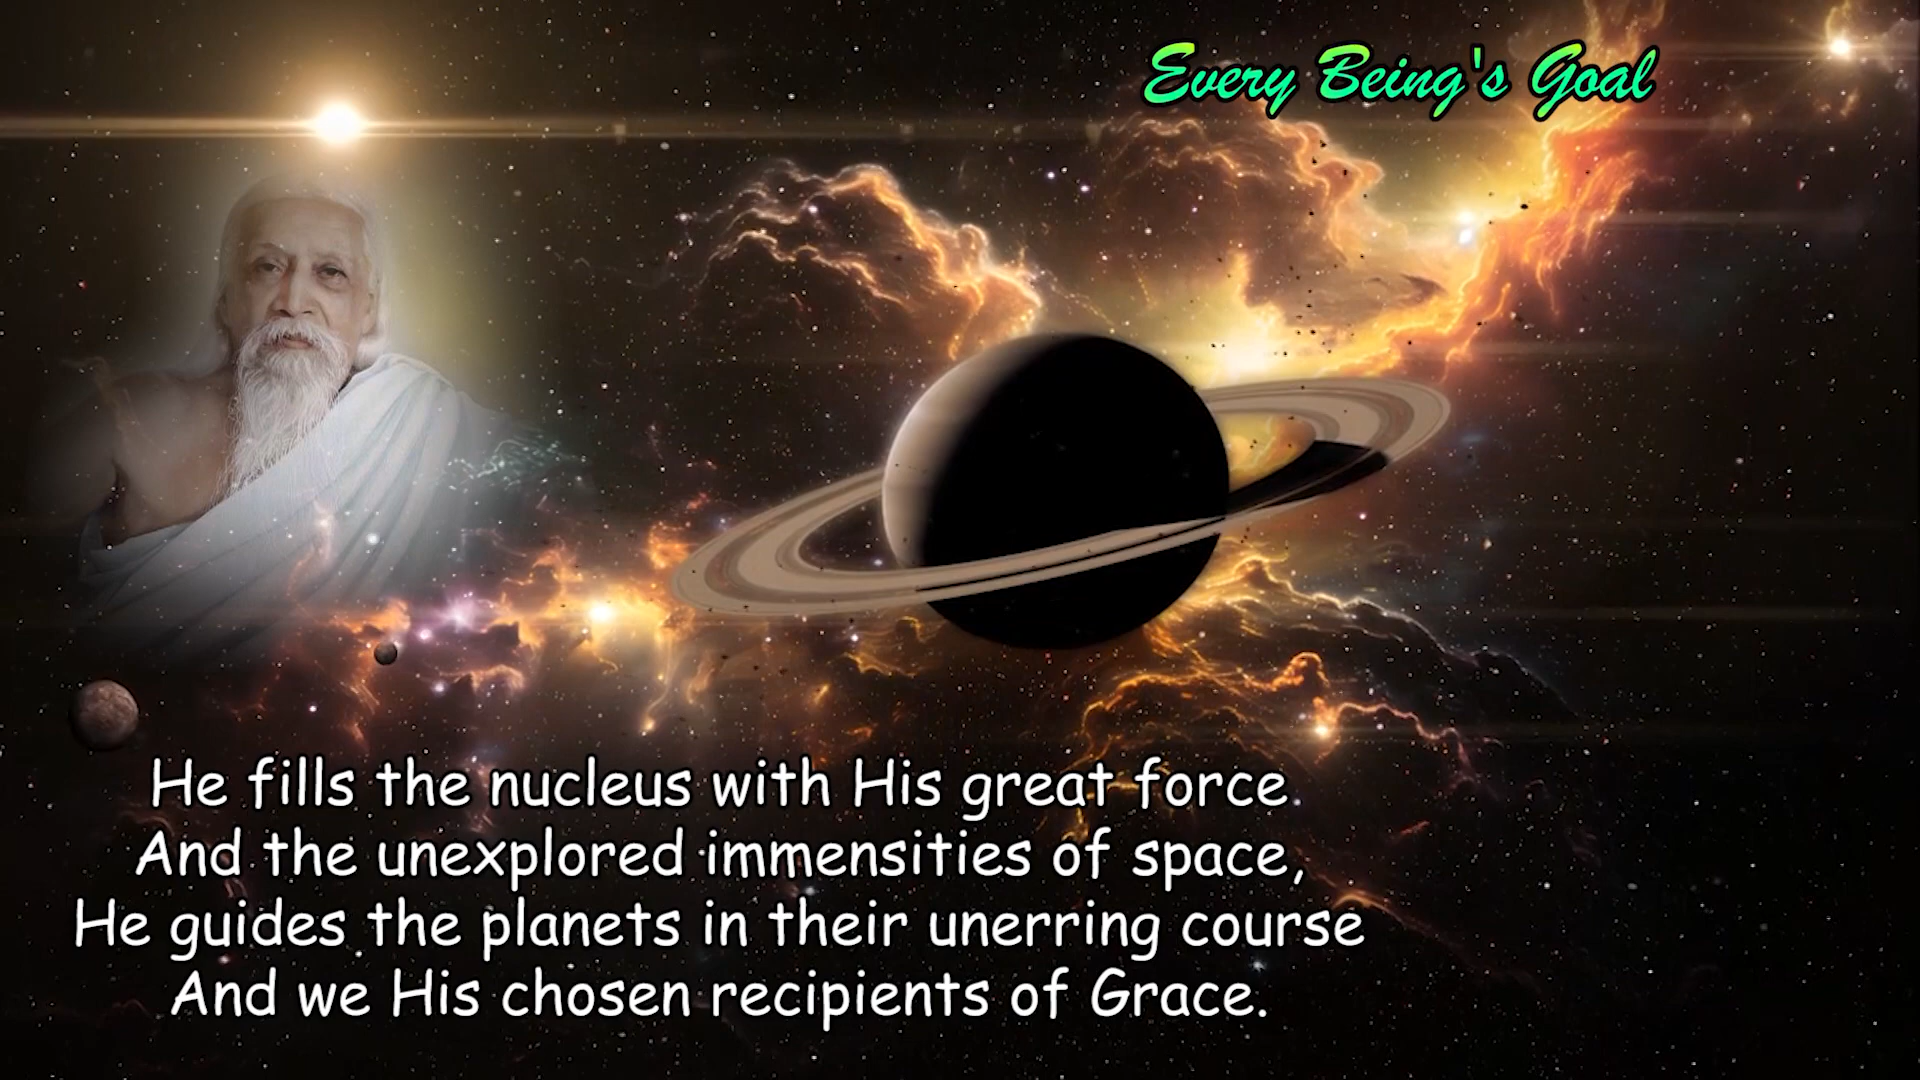 Every Being's Goal
He fills the nucleus with His great force
And the unexplored immensities of space,
He guides the planets in their unerring course
And we His chosen recipients of Grace.